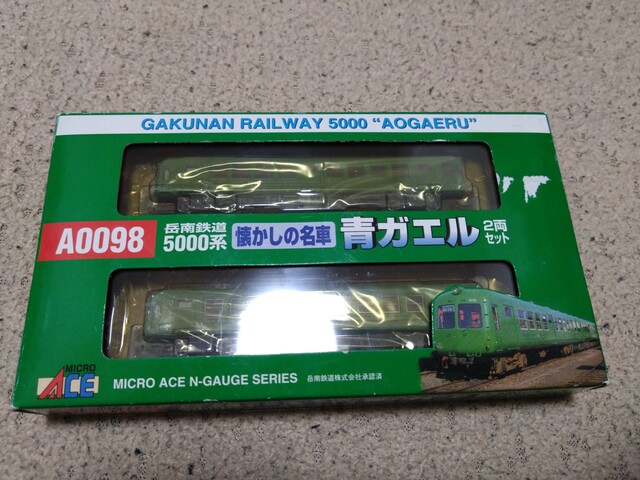 GAKUNAN RAILWAY 5000 "AOGAERU"
A0098
岳南鉄道
5000系
懐かしの名車
青ガエル
2両
セット
MICRO
ACE
MICRO ACE N-GAUGE SERIES
岳南鉄道株式会社承認済